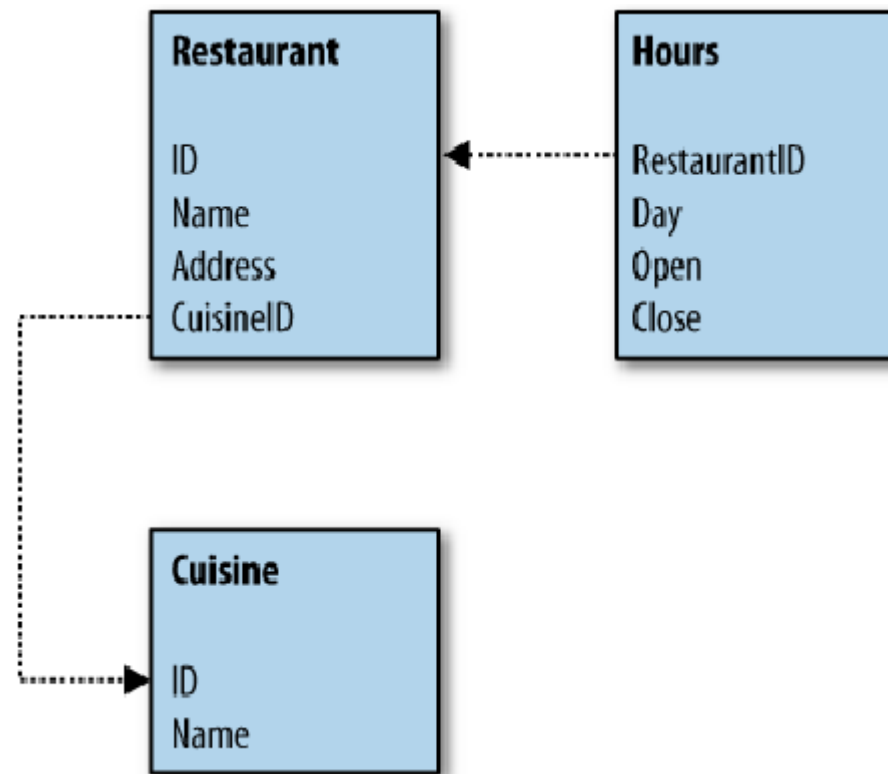 Restaurant
ID
Name
Address
CuisineID
Hours
RestaurantID
Day
Open
Close
Cuisine
ID
Name